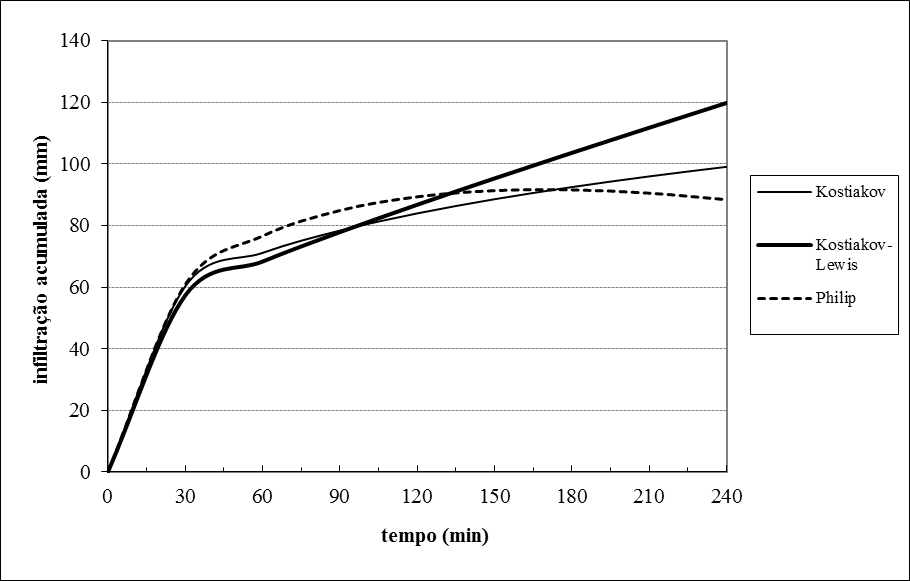 140
120
100
80
60
40
20
0
infiltração acumulada (mm)
0 30 60 90 120 150 180 210 240
tempo (min)
Kostiakov
Kostiakov-
Lewis
Philip